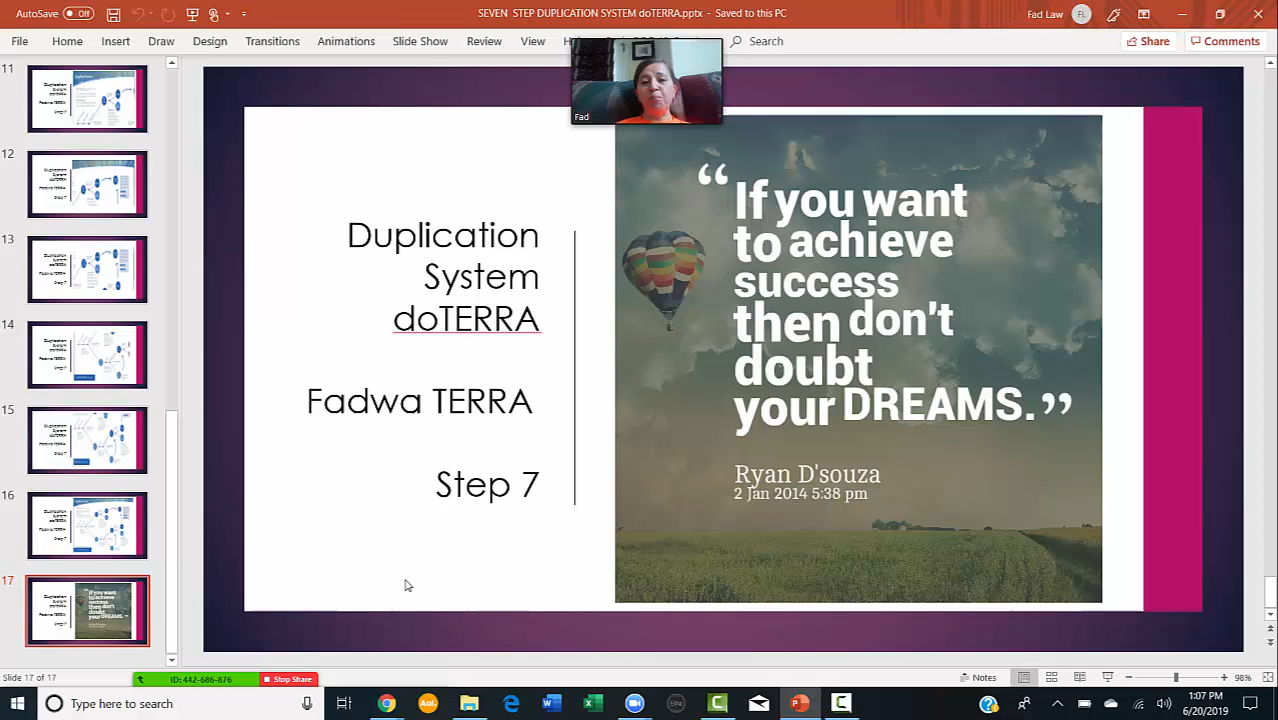 AutoSave Off
SEVEN STEP DUPLICATION SYSTEM doTERRA.pptx - Saved to this PC
Fad Law FL
File Home Insert Draw Design Transitions Animations Slide Show Review View Search
Share Comments
Fad
11
12
13
14
15
16
17
Duplication
System
doTERRA
Fadwa TERRA
Step 7
“If you want
to achieve
success
then don't
doubt
your DREAMS.”
Ryan D'souza
2 Jan 2014 5:38 pm
Slide 17 of 17
ID: 442-686-876
Stop Share
Notes
98%
Type here to search
Aol.
1:07 PM
6/20/2019